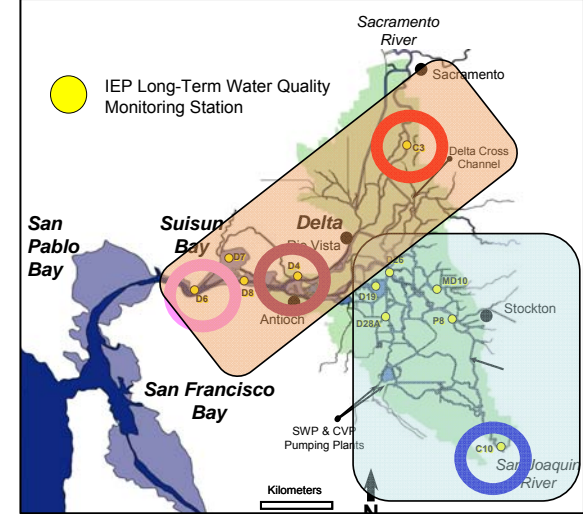 Sacramento
River
IEP Long-Term Water Quality
Monitoring Station
Sacramento
C3
Delta Cross
Channel
San
Pablo
Bay
Suisun
Bay
Delta
Rio Vista
D7
D4
D6
D8
D26
D19
MD10
Antioch
D28A
P8
Stockton
San Francisco
Bay
SWP & CVP
Pumping Plants
C10
San Joaquin
River
Kilometers
N